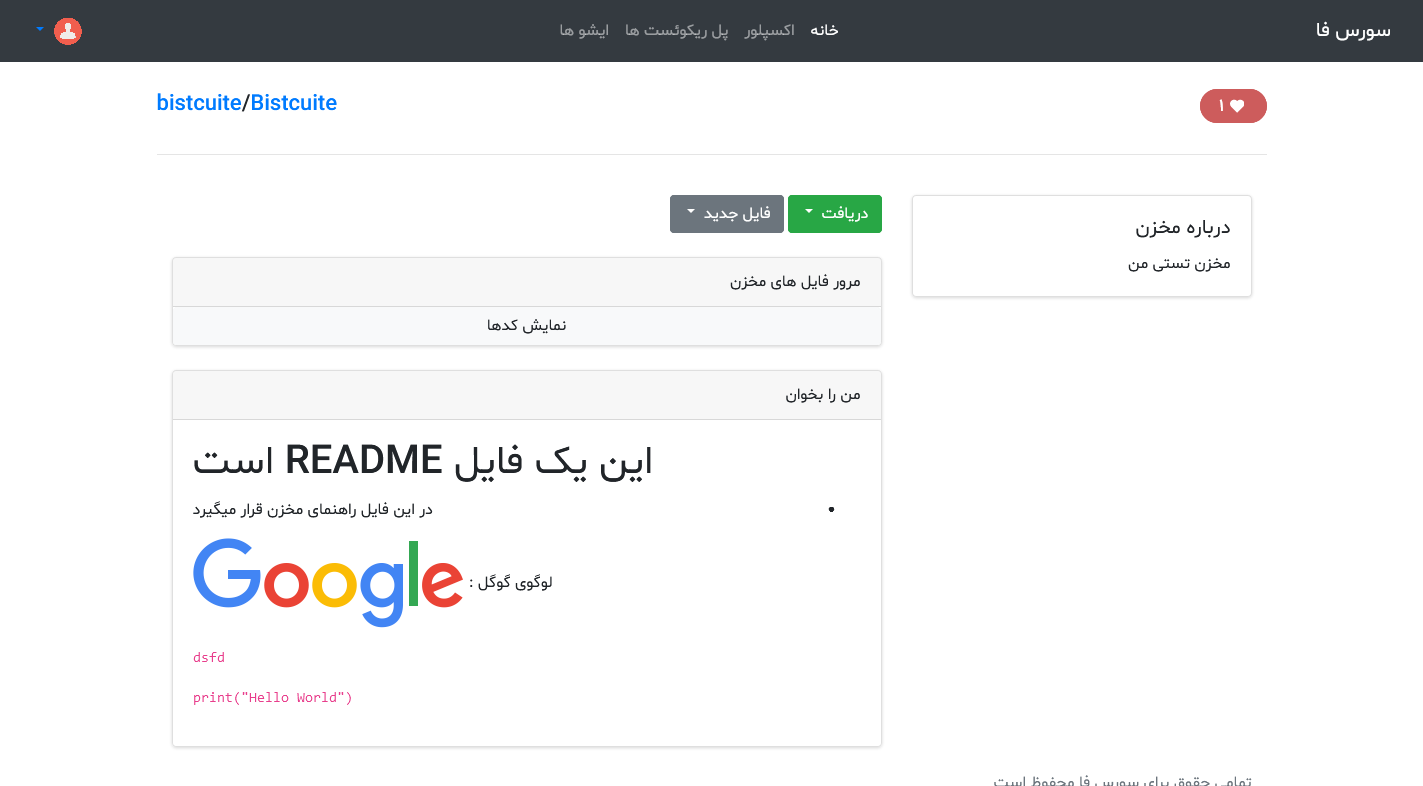 سورس فا
خانه اکسپلور پل ریکوئست ها ایشو ها
bistcuite/Bistcuite
۱
درباره مخزن
مخزن تستی من
دریافت فایل جدید
مرور فایل های مخزن
نمایش کدها
من را بخوان
این یک فایل README است
در این فایل راهنمای مخزن قرار میگیرد
لوگوی گوگل : Google
dsfd
print("Hello World")
تمامی حقوق برای سورس فا محفوظ است